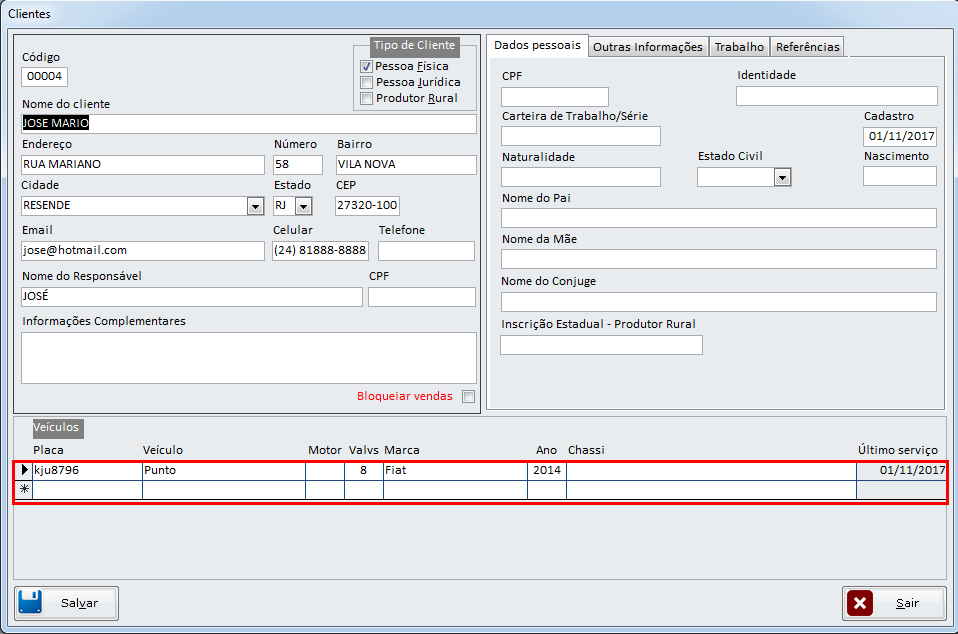 Clientes
Tipo de Cliente
Código
00004
Pessoa Física
Pessoa Jurídica
Produtor Rural
Nome do cliente
JOSE MARIO
Endereço Número Bairro
RUA MARIANO 58 VILA NOVA
Cidade Estado CEP
RESENDE RJ 27320-100
Email Celular Telefone
jose@hotmail.com (24) 81888-8888
Nome do Responsável CPF
JOSÉ
Informações Complementares
Bloqueiar vendas
Dados pessoais Outras Informações Trabalho Referências
CPF Identidade
Carteira de Trabalho/Série Cadastro
01/11/2017
Naturalidade Estado Civil Nascimento
Nome do Pai
Nome da Mãe
Nome do Conjuge
Inscrição Estadual - Produtor Rural
Veículos
Placa Veículo Motor Valvs Marca Ano Chassi Último serviço
kju8796 Punto 8 Fiat 2014 01/11/2017
Salvar Sair